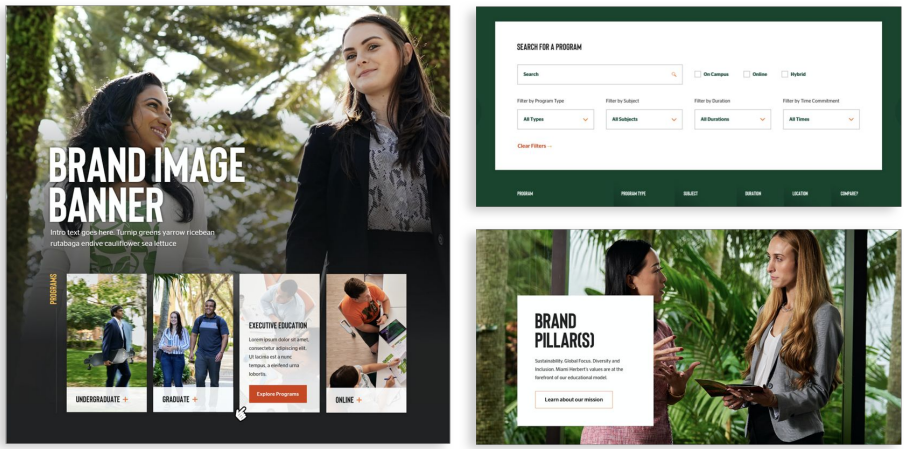 BRAND IMAGE
BANNER
Intro text goes here. Turnip greens yarrow ricebean
rutabaga endive cauliflower sea lettuce
PROGRAMS
UNDERGRADUATE +
GRADUATE +
EXECUTIVE EDUCATION
Lorem ipsum dolor sit amet,
consectetur adipiscing elit.
Ut lacinia est a nunc
tempus, a eleifend urna
lobortis.
Explore Programs
ONLINE +
SEARCH FOR A PROGRAM
Search
On Campus Online Hybrid
Filter by Program Type Filter by Subject Filter by Duration Filter by Time Commitment
All Types All Subjects All Durations All Times
Clear Filters →
PROGRAM PROGRAM TYPE SUBJECT DURATION LOCATION COMPARE?
BRAND
PILLAR(S)
Sustainability. Global Focus. Diversity and
Inclusion. Miami Herbert's values are at the
forefront of our educational model.
Learn about our mission